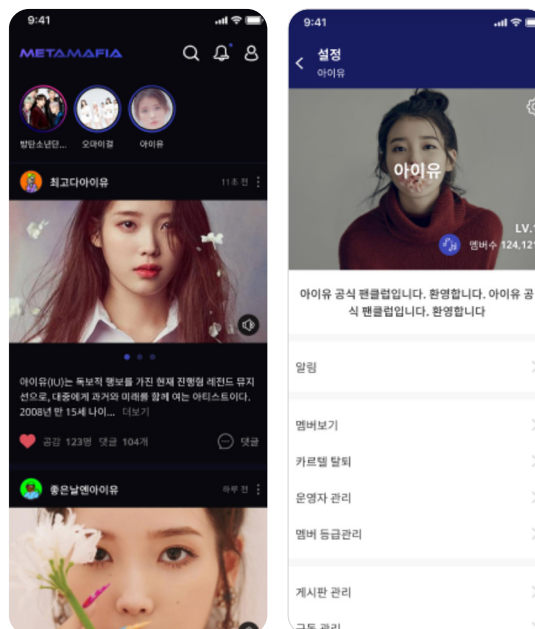 9:41
METAMAFIA
방탄소년단...
오마이걸
아이유
최고다아이유
11초 전
아이유(IU)는 독보적 행보를 가진 현재 진행형 레전드 뮤지
션으로, 대중에게 과거와 미래를 함께 여는 아티스트이다.
2008년 만 15세 나이... 더보기
공감 123명 댓글 104개
댓글
좋은날엔아이유
하루 전
9:41
설정
아이유
아이유
LV.1
멤버수 124,121
아이유 공식 팬클럽입니다. 환영합니다. 아이유 공
식 팬클럽입니다. 환영합니다
알림
멤버보기
카르텔 탈퇴
운영자 관리
멤버 등급관리
게시판 관리
구독 관리